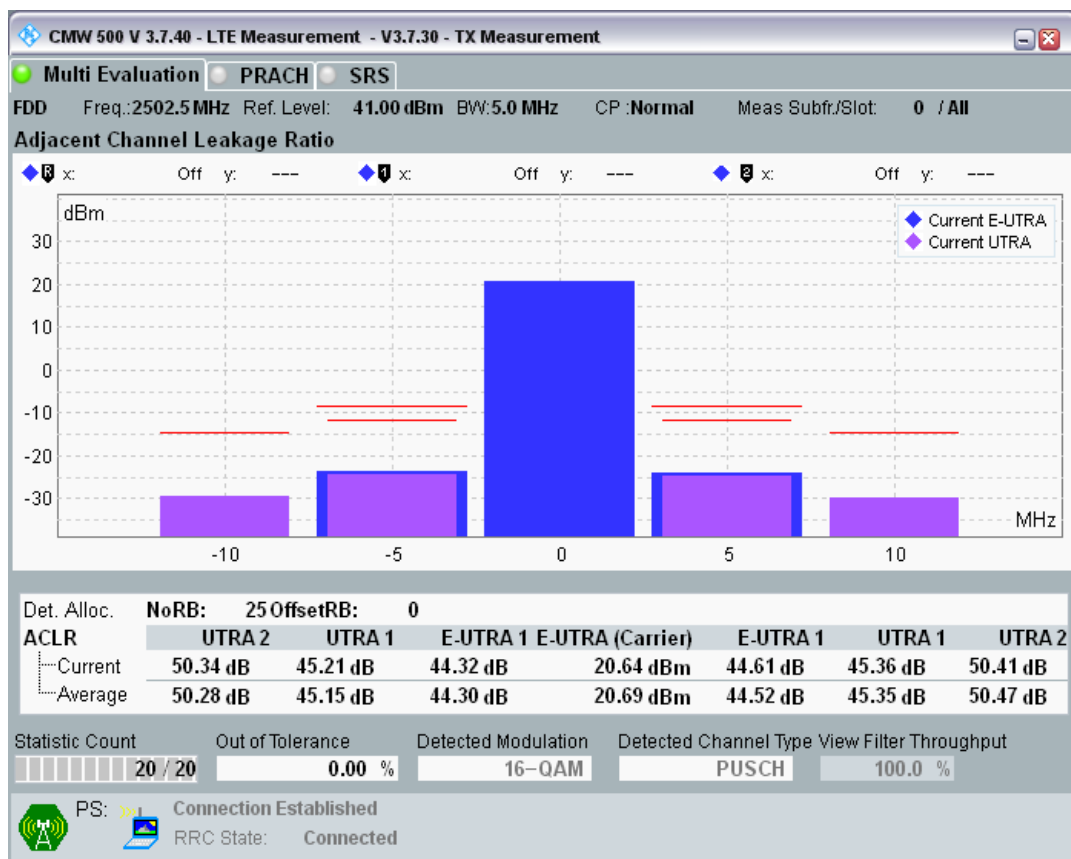 CMW 500 V 3.7.40 - LTE Measurement - V3.7.30 - TX Measurement
Multi Evaluation PRACH SRS
FDD Freq.:2502.5 MHz Ref. Level: 41.00 dBm BW:5.0 MHz CP :Normal Meas Subfr./Slot: 0 / All
Adjacent Channel Leakage Ratio
R x: Off y: --- 1 x: Off y: --- 2 x: Off y: ---
dBm
Current E-UTRA
Current UTRA
30
20
10
0
-10
-20
-30
MHz
-10 -5 0 5 10
Det. Alloc. NoRB: 25 OffsetRB: 0
ACLR UTRA 2 UTRA 1 E-UTRA 1 E-UTRA (Carrier) E-UTRA 1 UTRA 1 UTRA 2
Current 50.34 dB 45.21 dB 44.32 dB 20.64 dBm 44.61 dB 45.36 dB 50.41 dB
Average 50.28 dB 45.15 dB 44.30 dB 20.69 dBm 44.52 dB 45.35 dB 50.47 dB
Statistic Count Out of Tolerance Detected Modulation Detected Channel Type View Filter Throughput
20 / 20 0.00 % 16-QAM PUSCH 100.0 %
PS: Connection Established
RRC State: Connected